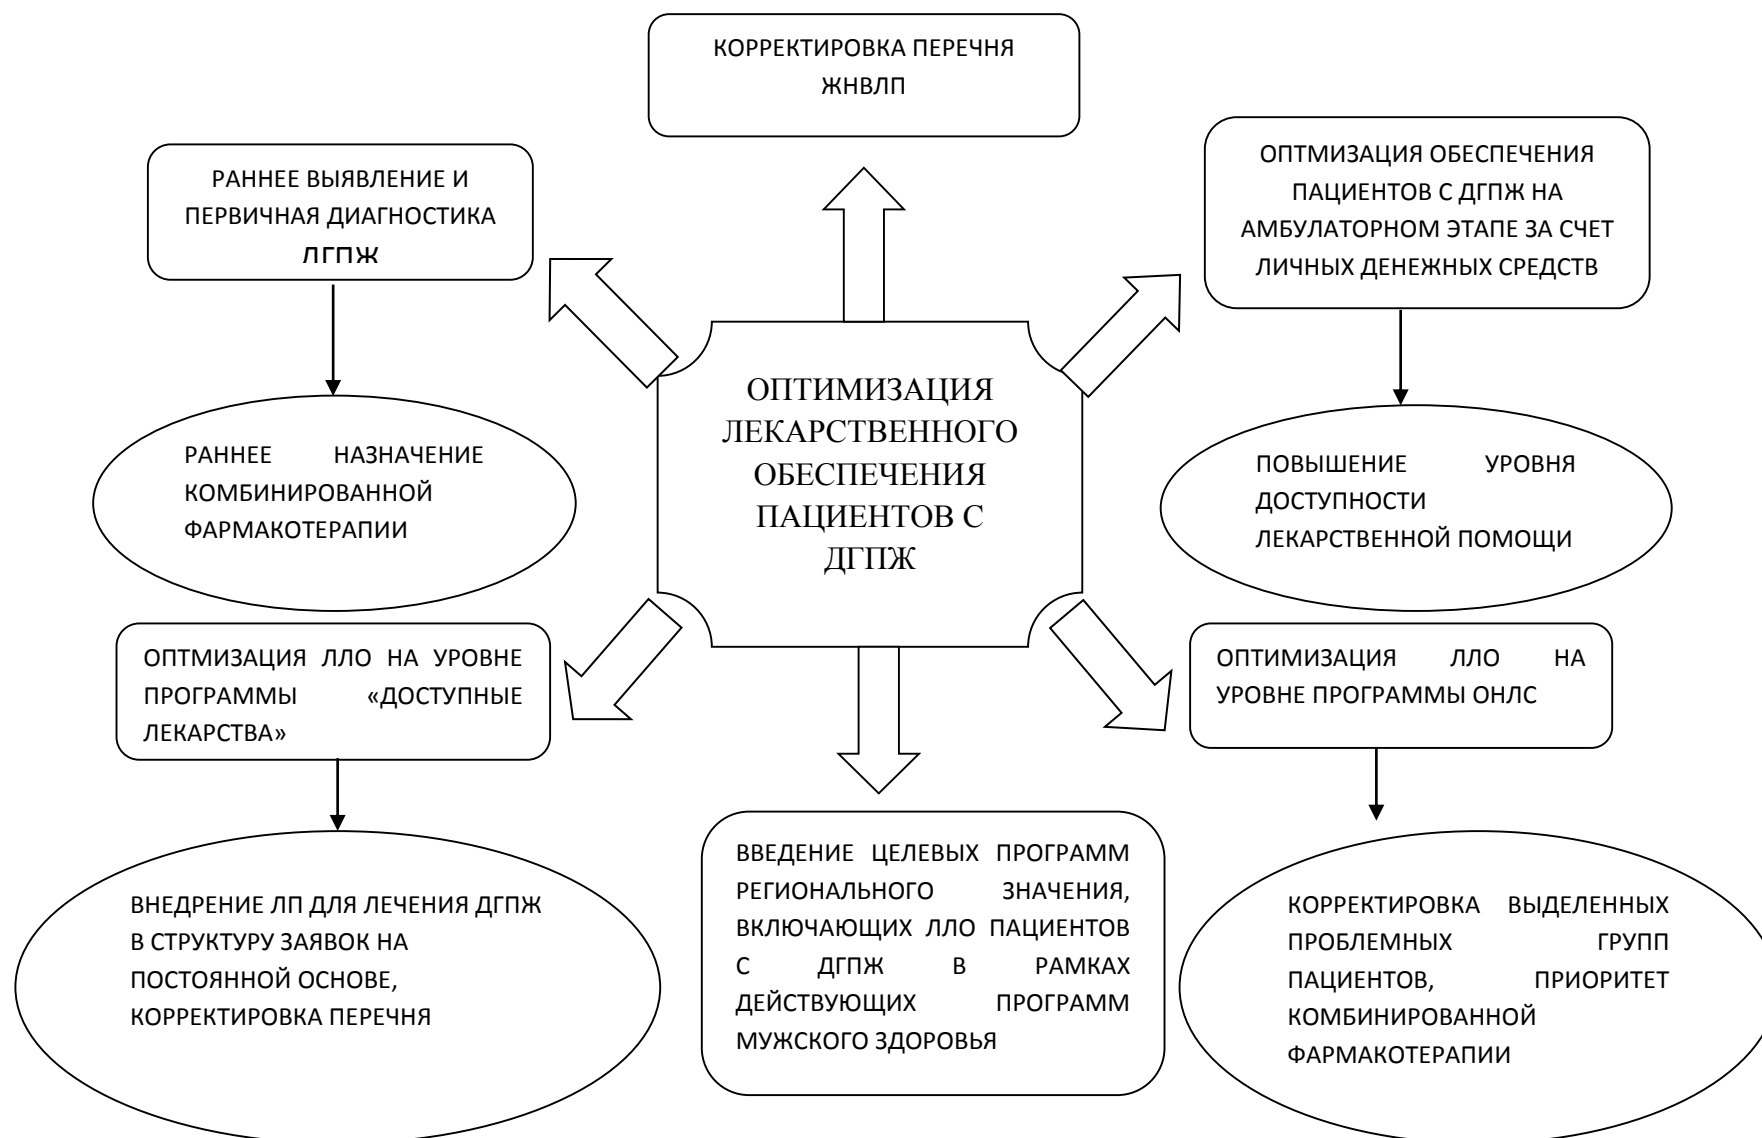 КОРРЕКТИРОВКА ПЕРЕЧНЯ
ЖНВЛП
РАННЕЕ ВЫЯВЛЕНИЕ И
ПЕРВИЧНАЯ ДИАГНОСТИКА
ДГПЖ
ОПТМИЗАЦИЯ ОБЕСПЕЧЕНИЯ
ПАЦИЕНТОВ С ДГПЖ НА
АМБУЛАТОРНОМ ЭТАПЕ ЗА СЧЕТ
ЛИЧНЫХ ДЕНЕЖНЫХ СРЕДСТВ
ОПТИМИЗАЦИЯ
ЛЕКАРСТВЕННОГО
ОБЕСПЕЧЕНИЯ
ПАЦИЕНТОВ С
ДГПЖ
РАННЕЕ НАЗНАЧЕНИЕ
КОМБИНИРОВАННОЙ
ФАРМАКОТЕРАПИИ
ПОВЫШЕНИЕ УРОВНЯ
ДОСТУПНОСТИ
ЛЕКАРСТВЕННОЙ ПОМОЩИ
ОПТМИЗАЦИЯ ЛЛО НА УРОВНЕ
ПРОГРАММЫ «ДОСТУПНЫЕ
ЛЕКАРСТВА»
ОПТИМИЗАЦИЯ ЛЛО НА
УРОВНЕ ПРОГРАММЫ ОНЛС
ВНЕДРЕНИЕ ЛП ДЛЯ ЛЕЧЕНИЯ ДГПЖ
В СТРУКТУРУ ЗАЯВОК НА
ПОСТОЯННОЙ ОСНОВЕ,
КОРРЕКТИРОВКА ПЕРЕЧНЯ
ВВЕДЕНИЕ ЦЕЛЕВЫХ ПРОГРАММ
РЕГИОНАЛЬНОГО ЗНАЧЕНИЯ,
ВКЛЮЧАЮЩИХ ЛЛО ПАЦИЕНТОВ
С ДГПЖ В РАМКАХ
ДЕЙСТВУЮЩИХ ПРОГРАММ
МУЖСКОГО ЗДОРОВЬЯ
КОРРЕКТИРОВКА ВЫДЕЛЕННЫХ
ПРОБЛЕМНЫХ ГРУПП
ПАЦИЕНТОВ, ПРИОРИТЕТ
КОМБИНИРОВАННОЙ
ФАРМАКОТЕРАПИИ